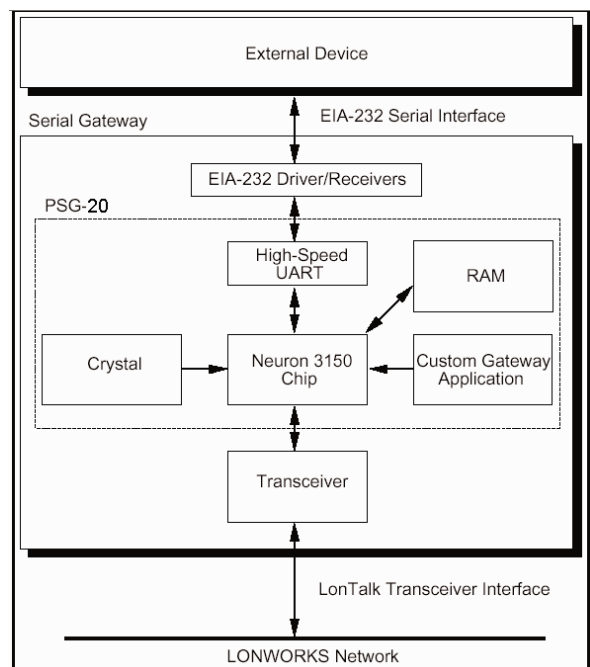 External Device
EIA-232 Serial Interface
Serial Gateway
EIA-232 Driver/Receivers
PSG-20
High-Speed
UART
RAM
Crystal
Neuron 3150
Chip
Custom Gateway
Application
Transceiver
LonTalk Transceiver Interface
LONWORKS Network